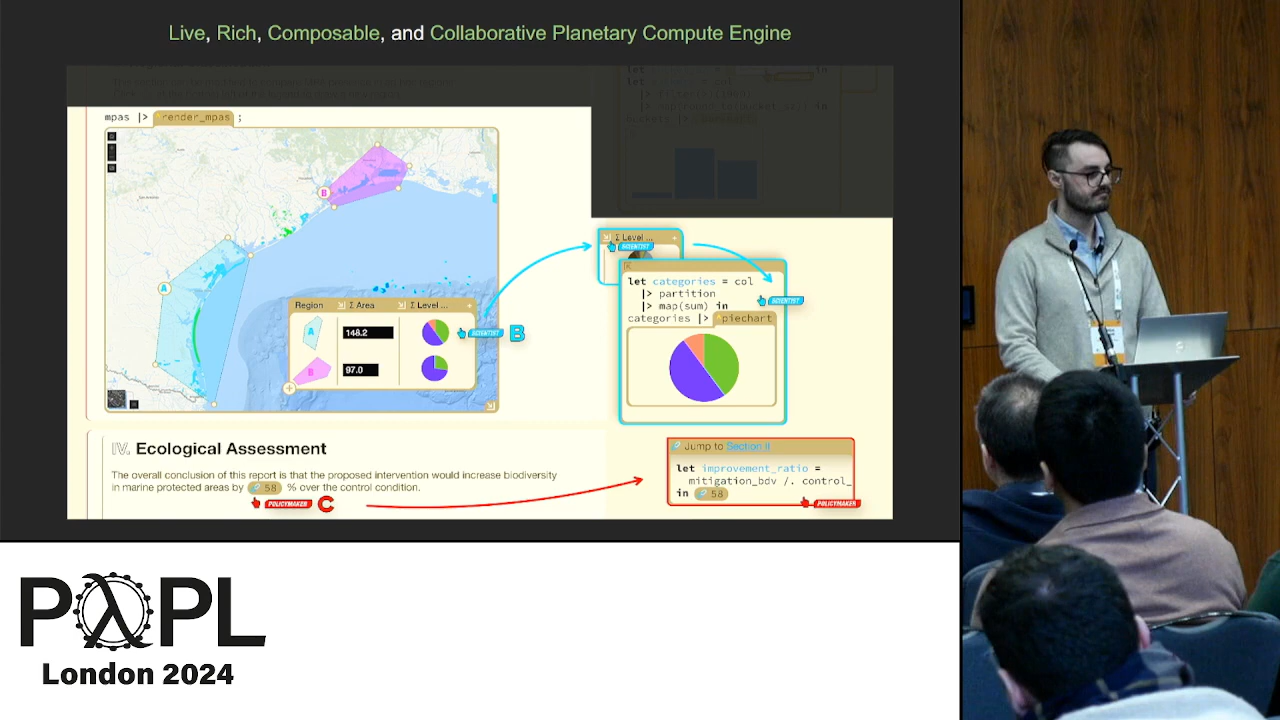 Live, Rich, Composable, and Collaborative Planetary Compute Engine
mpas |> render_mpas ;
B
A
Region Σ Area Σ Level ...
A 148.2
B 97.0
SCIENTIST B
Σ Level ...
SCIENTIST
let categories = col
|> partition
|> map(sum) in
categories |> piechart
SCIENTIST
IV. Ecological Assessment
The overall conclusion of this report is that the proposed intervention would increase biodiversity
in marine protected areas by 58 % over the control condition.
POLICYMAKER C
Jump to Section II
let improvement_ratio =
mitigation_bdv /. control_
in 58
POLICYMAKER
PλPL
London 2024